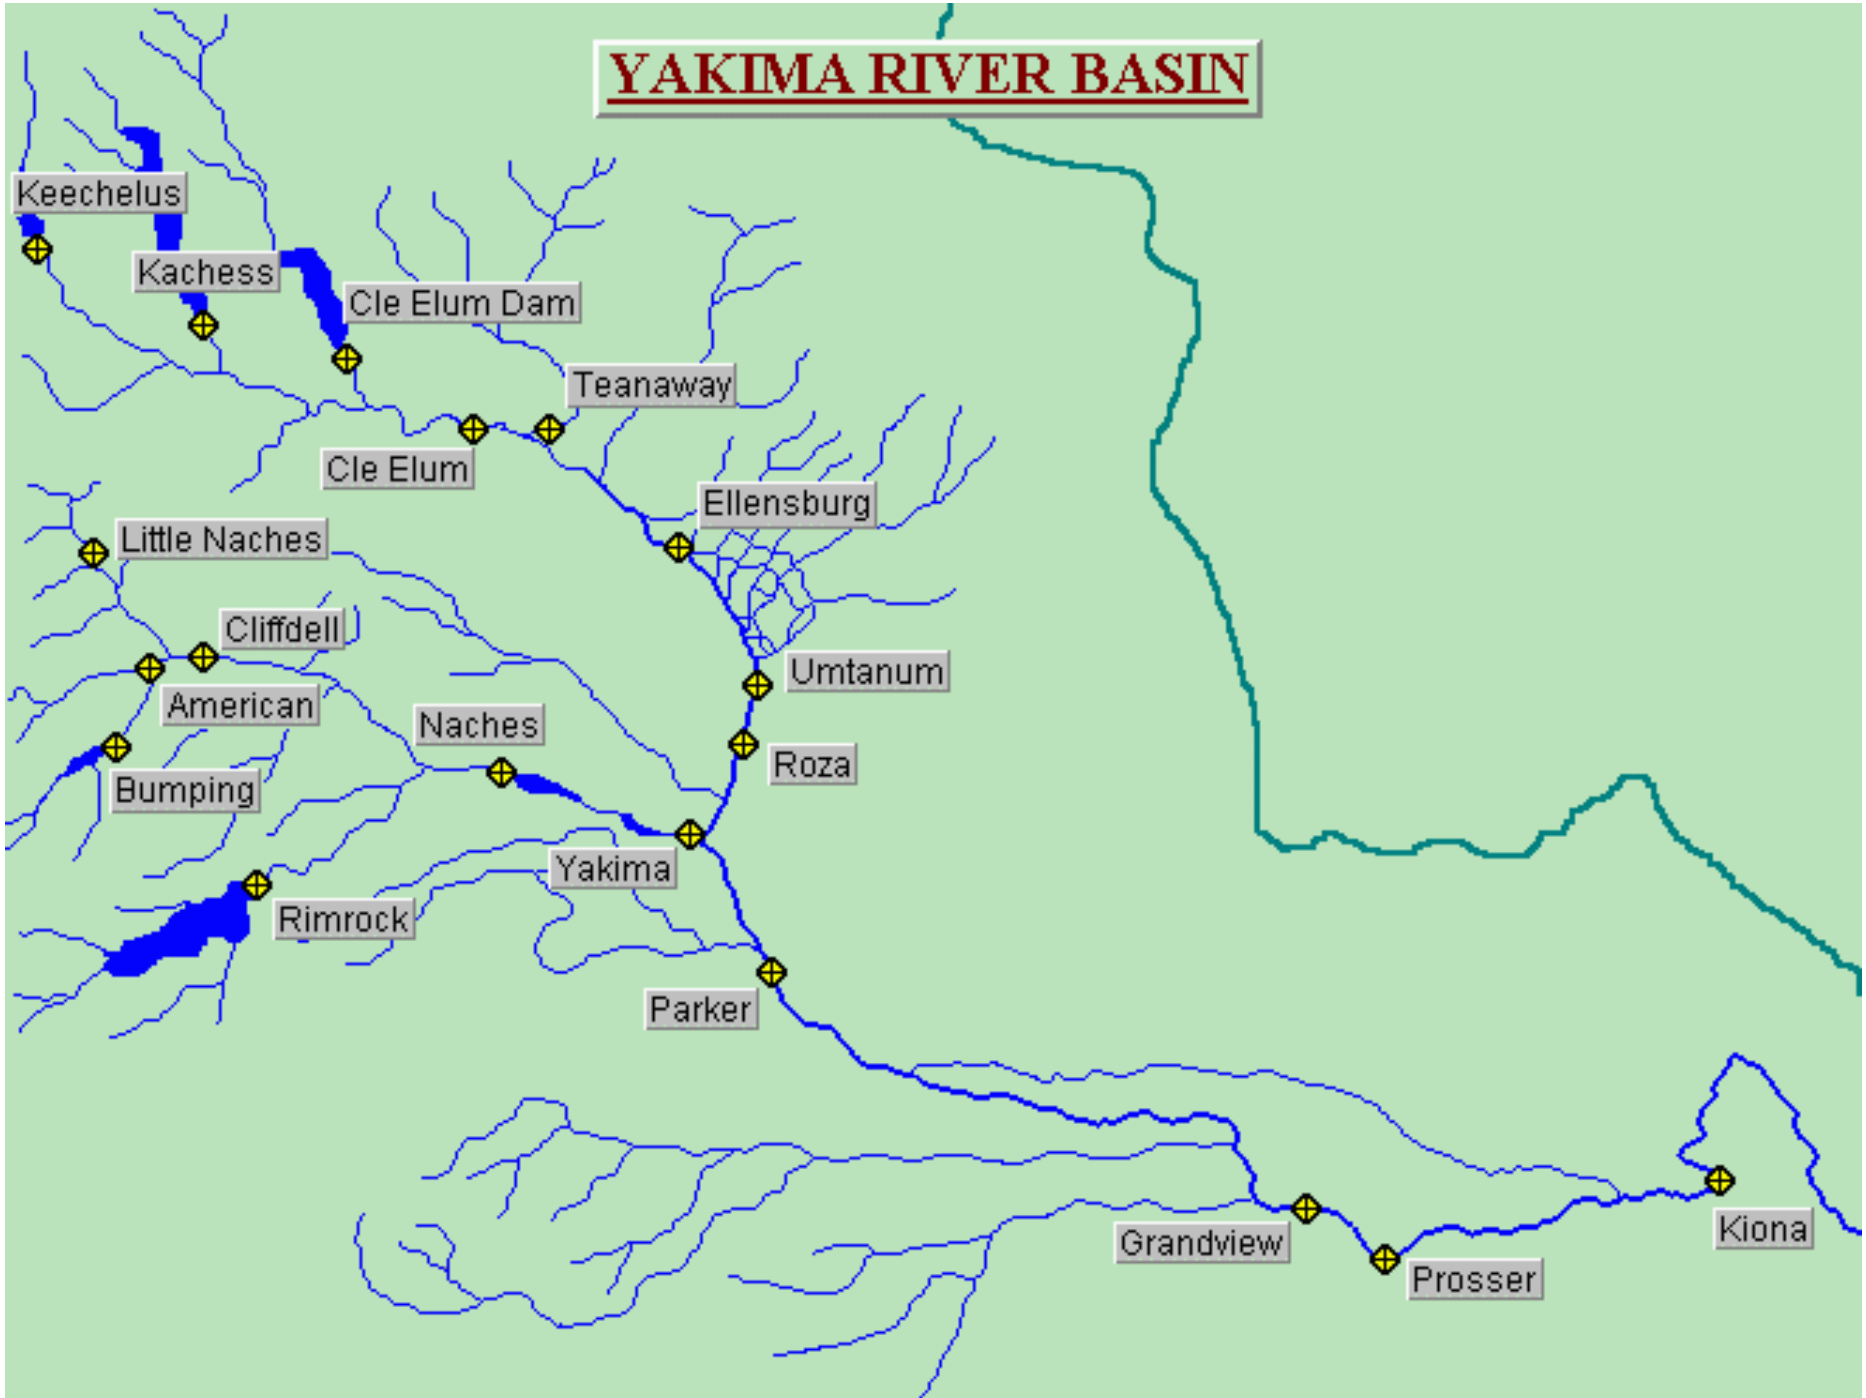 YAKIMA RIVER BASIN
Keechelus
Kachess
Cle Elum Dam
Teanaway
Cle Elum
Ellensburg
Little Naches
Cliffdell
Umtanum
American
Naches
Roza
Bumping
Yakima
Rimrock
Parker
Kiona
Grandview
Prosser